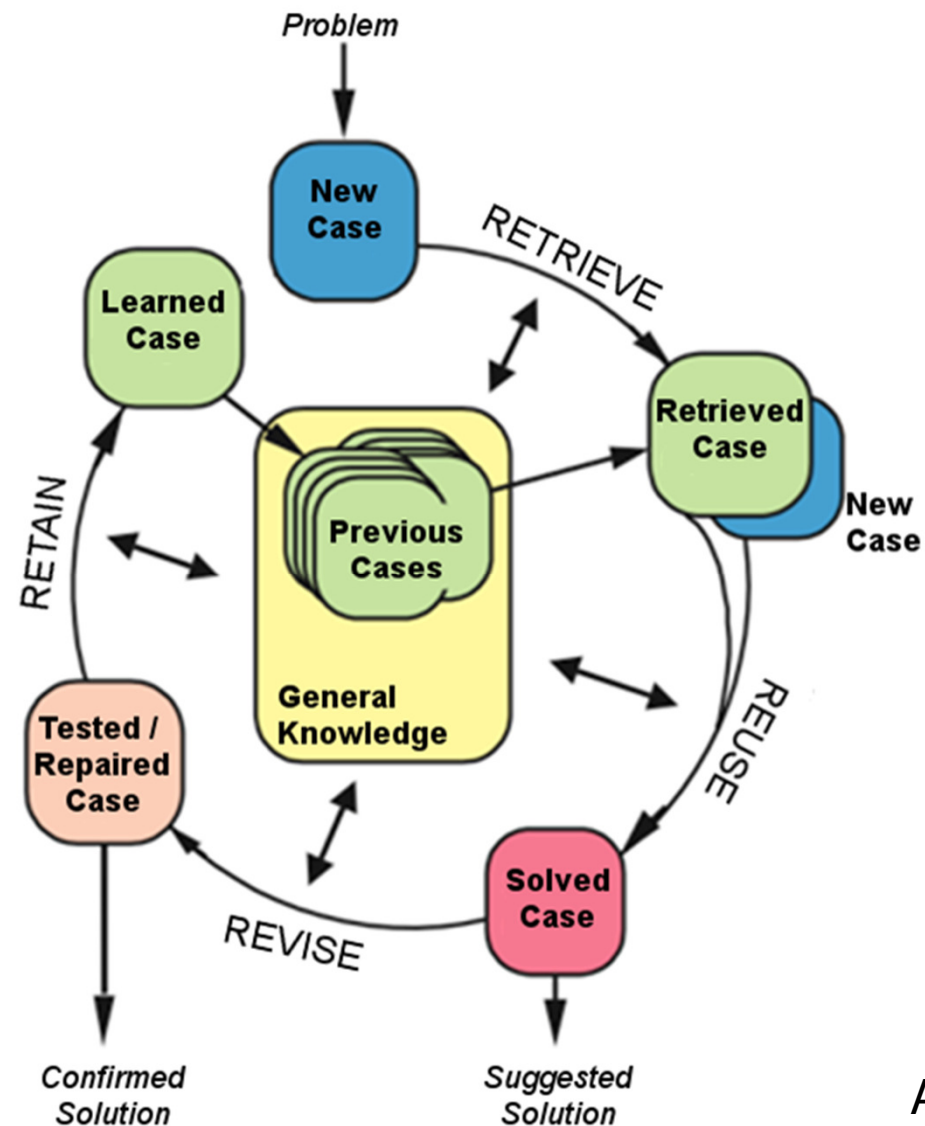 Problem
New
Case
RETRIEVE
Learned
Case
Retrieved
Case
New
Case
Previous
Cases
RETAIN
General
Knowledge
REUSE
Tested /
Repaired
Case
Solved
Case
REVISE
Confirmed
Solution
Suggested
Solution
A